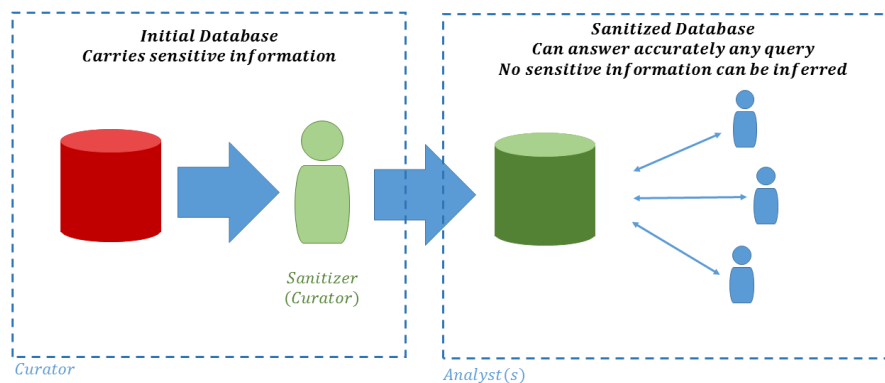 Initial Database
Carries sensitive information
Sanitized Database
Can answer accurately any query
No sensitive information can be inferred
Sanitizer
(Curator)
Curator
Analyst(s)